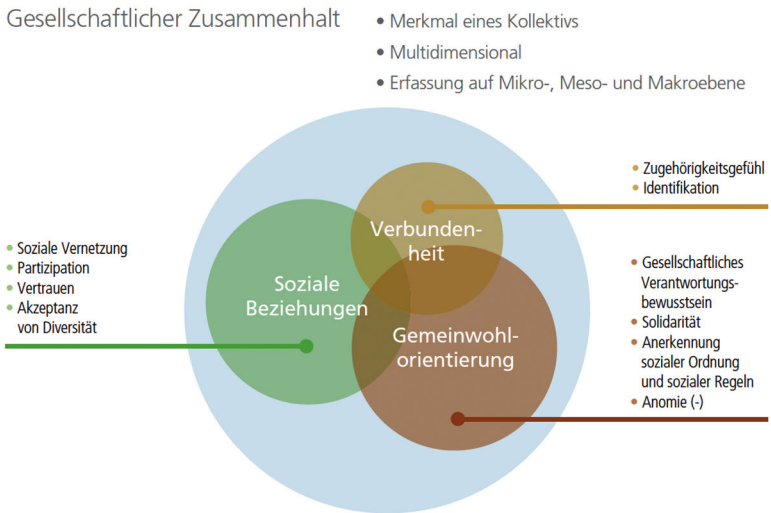 Gesellschaftlicher Zusammenhalt
• Merkmal eines Kollektivs
• Multidimensional
• Erfassung auf Mikro-, Meso- und Makroebene
• Zugehörigkeitsgefühl
• Identifikation
Verbunden-
heit
• Soziale Vernetzung
• Partizipation
• Vertrauen
• Akzeptanz
von Diversität
Soziale
Beziehungen
Gemeinwohl-
orientierung
• Gesellschaftliches
Verantwortungs-
bewusstsein
• Solidarität
• Anerkennung
sozialer Ordnung
und sozialer Regeln
• Anomie (-)